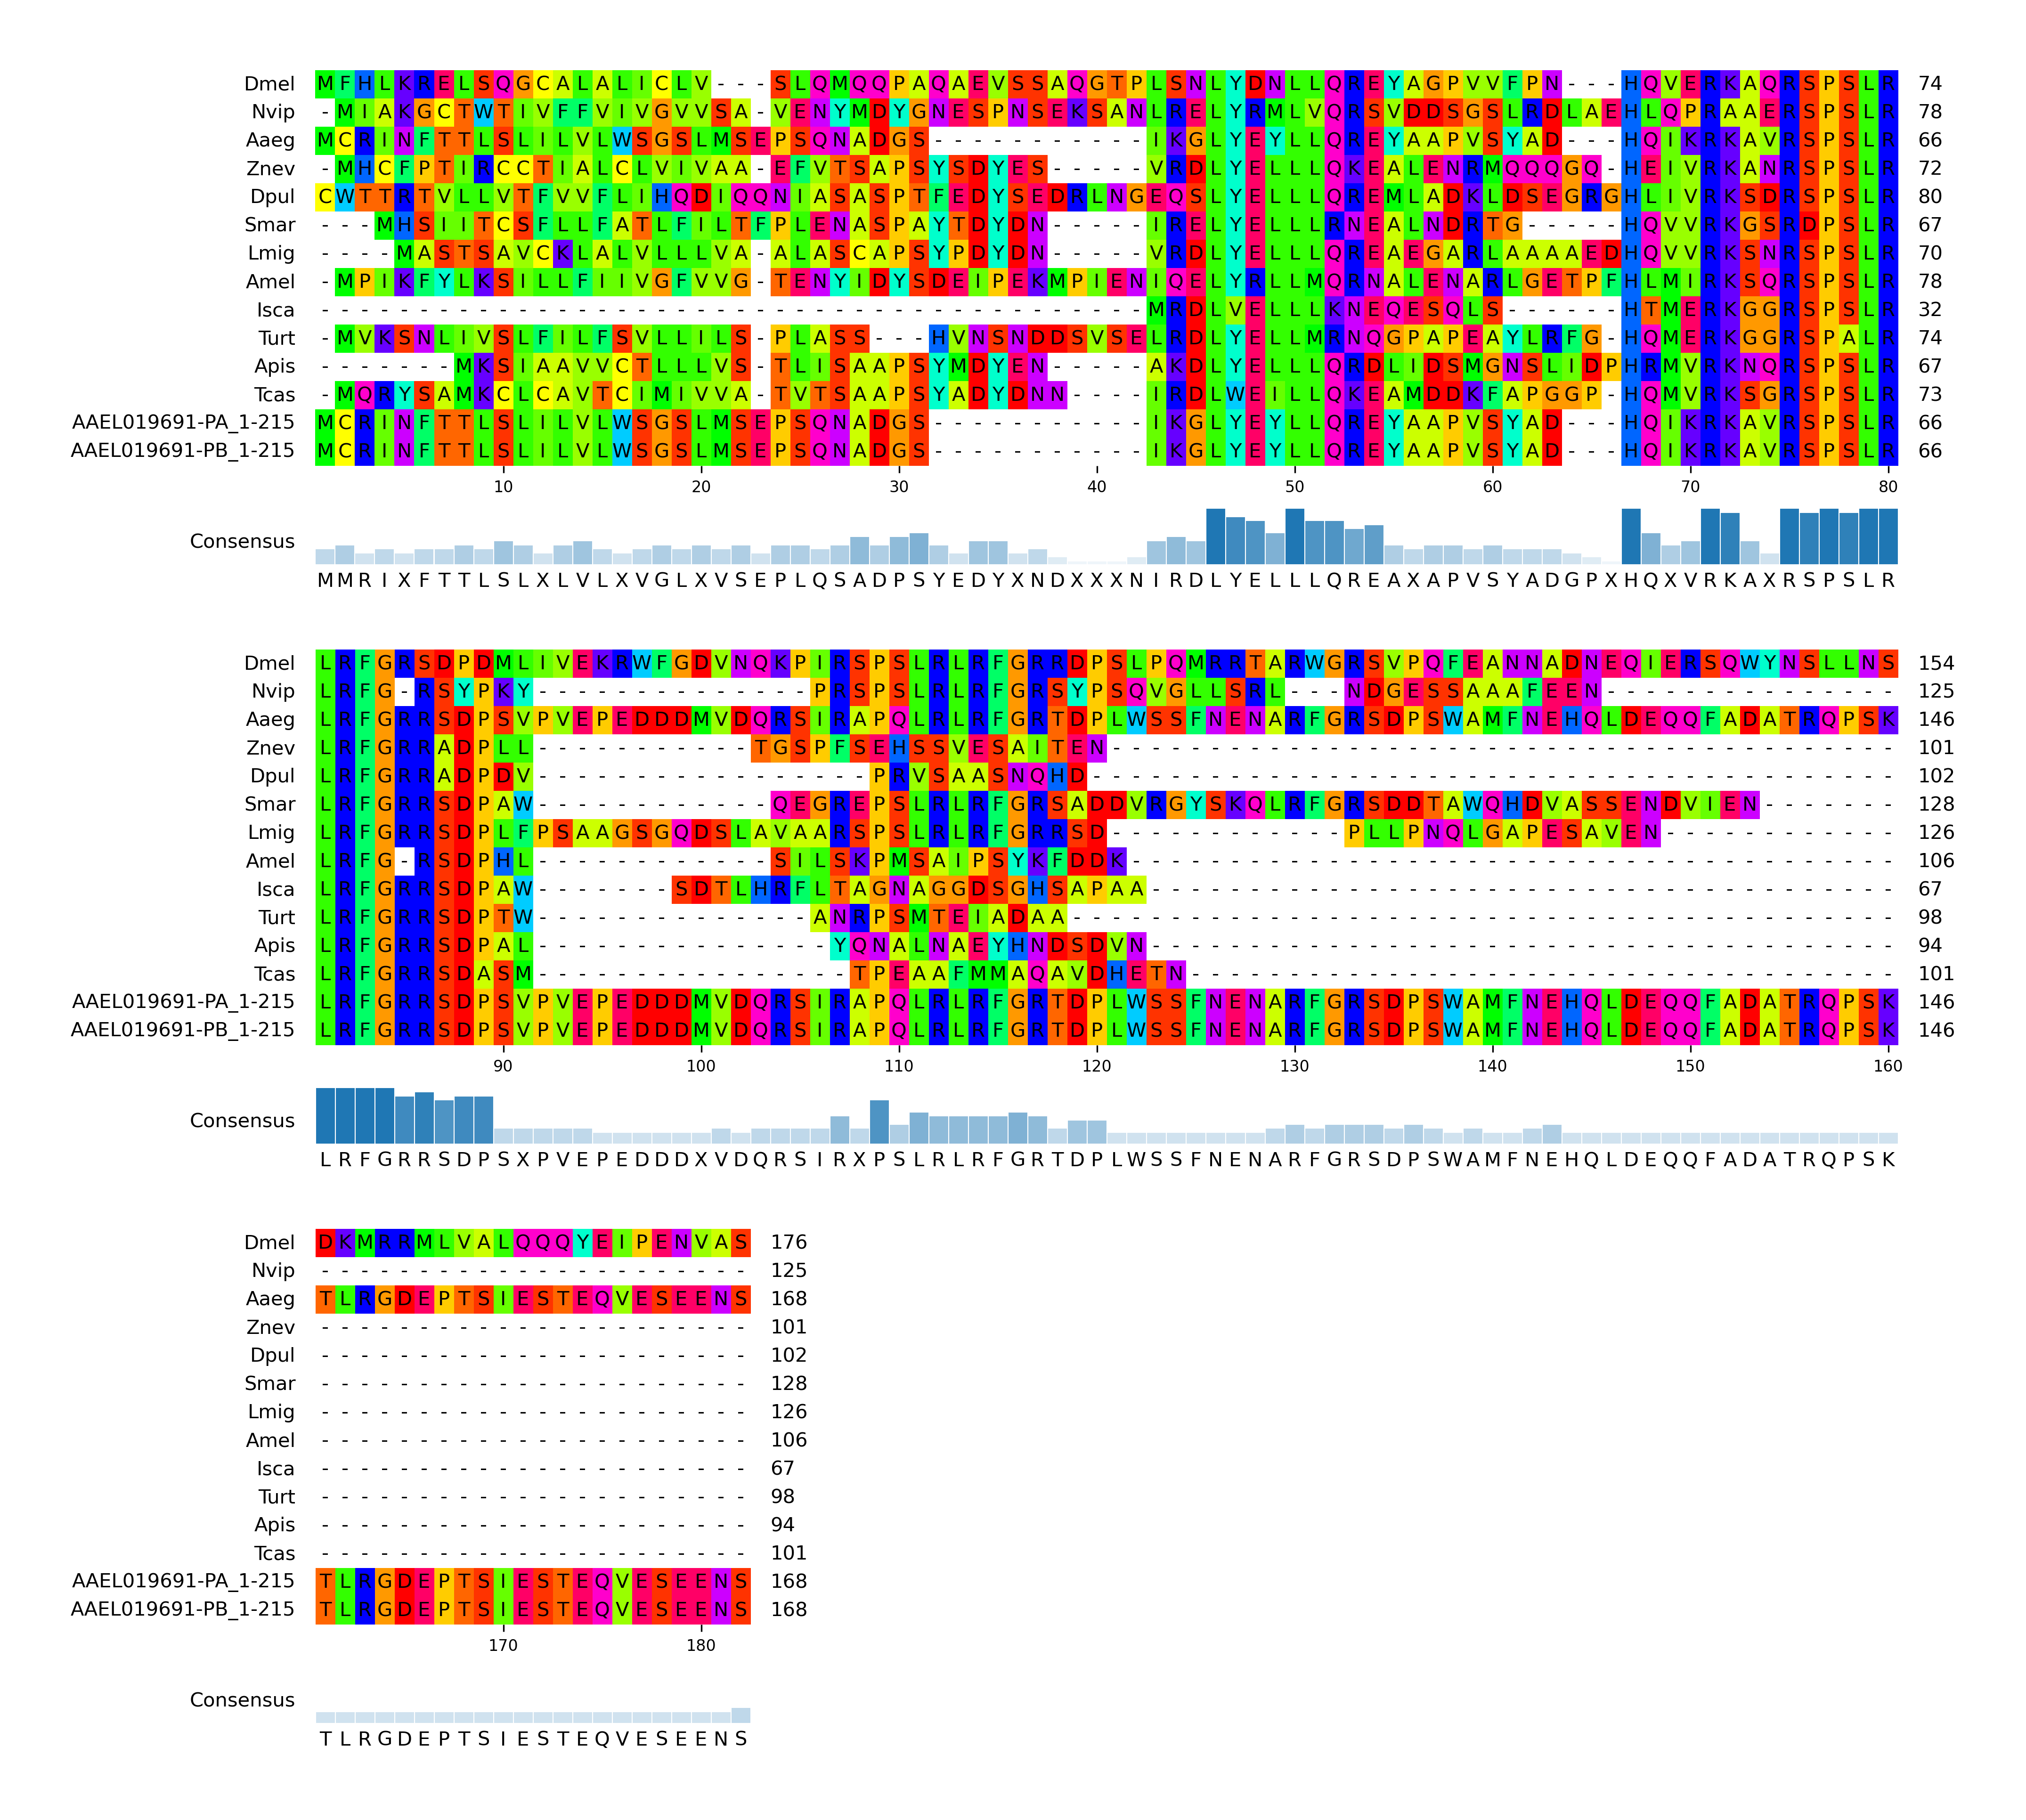 Dmel MFHLKRELSQGCALALICLV---SLQMQQPAQAEVSSAQGTPLSNLYDNLLQREYAGPVVFPN---HQVERKAQRSPSLR 74
Nvip -MIAKGCTWTIVFFVIVGVVSA-VENYMDYGNESPNSEKSANLRELYRMLVQRSVDDSGSLRDLAEHLQPRAAERSPSLR 78
Aaeg MCRINFTTLSLILVLWSGSLMSEPSQNADGS-----------IKGLYEYLLQREYAAPVSYAD---HQIKRKAVRSPSLR 66
Znev -MHCFPTIRCCTIALCLVIVAA-EFVTSAPSYSDYES-----VRDLYELLLQKEALENRMQQQGQ-HEIVRKANRSPSLR 72
Dpul CWTTRTVLLVTFVVFLIHQDIQQNIASASPTFEDYSEDRLNGEQSLYELLLQREMLADKLDSEGRGHLIVRKSDRSPSLR 80
Smar ---MHSIITCSFLLFATLFILTFPLENASPAYTDYDN-----IRELYELLLRNEALNDRTG-----HQVVRKGSRDPSLR 67
Lmig ----MASTSAVCKLALVLLLVA-ALASCAPSYPDYDN-----VRDLYELLLQREAEGARLAAAAEDHQVVRKSNRSPSLR 70
Amel -MPIKFYLKSILLFIIVGFVVG-TENYIDYSDEIPEKMPIENIQELYRLLMQRNALENARLGETPFHLMIRKSQRSPSLR 78
Isca ------------------------------------------MRDLVELLLKNEQESQLS------HTMERKGGRSPSLR 32
Turt -MVKSNLIVSLFILFSVLLILS-PLASS---HVNSNDDSVSELRDLYELLMRNQGPAPEAYLRFG-HQMERKGGRSPALR 74
Apis -------MKSIAAVVCTLLLVS-TLISAAPSYMDYEN-----AKDLYELLLQRDLIDSMGNSLIDPHRMVRKNQRSPSLR 67
Tcas -MQRYSAMKCLCAVTCIMIVVA-TVTSAAPSYADYDNN----IRDLWEILLQKEAMDDKFAPGGP-HQMVRKSGRSPSLR 73
AAEL019691-PA_1-215 MCRINFTTLSLILVLWSGSLMSEPSQNADGS-----------IKGLYEYLLQREYAAPVSYAD---HQIKRKAVRSPSLR 66
AAEL019691-PB_1-215 MCRINFTTLSLILVLWSGSLMSEPSQNADGS-----------IKGLYEYLLQREYAAPVSYAD---HQIKRKAVRSPSLR 66
10 20 30 40 50 60 70 80
Consensus
MMRIXFTTLSLXLVLXVGLXVSEPLQSADPSYEDYXNDXXXNIRDLYELLLQREAXAPVSYADGPXHQXVRKAXRSPSLR
Dmel LRFGRSDPDMLIVEKRWFGDVNQKPIRSPSLRLRFGRRDPSLPQMRRTARWGRSVPQFEANNADNEQIERSQWYNSLLNS 154
Nvip LRFG-RSYPKY--------------PRSPSLRLRFGRSYPSQVGLLSRL---NDGESSAAAFEEN--------------- 125
Aaeg LRFGRRSDPSVPVEPEDDDMVDQRSIRAPQLRLRFGRTDPLWSSFNENARFGRSDPSWAMFNEHQLDEQQFADATRQPSK 146
Znev LRFGRRADPLL-----------TGSPFSEHSSVESAITEN---------------------------------------- 101
Dpul LRFGRRADPDV-----------------PRVSAASNQHD----------------------------------------- 102
Smar LRFGRRSDPAW------------QEGREPSLRLRFGRSADDVRGYSKQLRFGRSDDTAWQHDVASSENDVIEN------- 128
Lmig LRFGRRSDPLFPSAAGSGQDSLAVAARSPSLRLRFGRRSD------------PLLPNQLGAPESAVEN------------ 126
Amel LRFG-RSDPHL------------SILSKPMSAIPSYKFDDK--------------------------------------- 106
Isca LRFGRRSDPAW-------SDTLHRFLTAGNAGGDSGHSAPAA-------------------------------------- 67
Turt LRFGRRSDPTW--------------ANRPSMTEIADAA------------------------------------------ 98
Apis LRFGRRSDPAL---------------YQNALNAEYHNDSDVN-------------------------------------- 94
Tcas LRFGRRSDASM----------------TPEAAFMMAQAVDHETN------------------------------------ 101
AAEL019691-PA_1-215 LRFGRRSDPSVPVEPEDDDMVDQRSIRAPQLRLRFGRTDPLWSSFNENARFGRSDPSWAMFNEHQLDEQQFADATRQPSK 146
AAEL019691-PB_1-215 LRFGRRSDPSVPVEPEDDDMVDQRSIRAPQLRLRFGRTDPLWSSFNENARFGRSDPSWAMFNEHQLDEQQFADATRQPSK 146
90 100 110 120 130 140 150 160
Consensus
LRFGRRSDPSXPVEPEDDDXVDQRSIRXPSLRLRFGRTDPLWSSFNENARFGRSDPSWAMFNEHQLDEQQFADATRQPSK
Dmel DKMRRMLVALQQQYEIPENVAS 176
Nvip ---------------------- 125
Aaeg TLRGDEPTSIESTEQVESEENS 168
Znev ---------------------- 101
Dpul ---------------------- 102
Smar ---------------------- 128
Lmig ---------------------- 126
Amel ---------------------- 106
Isca ---------------------- 67
Turt ---------------------- 98
Apis ---------------------- 94
Tcas ---------------------- 101
AAEL019691-PA_1-215 TLRGDEPTSIESTEQVESEENS 168
AAEL019691-PB_1-215 TLRGDEPTSIESTEQVESEENS 168
170 180
Consensus
TLRGDEPTSIESTEQVESEENS